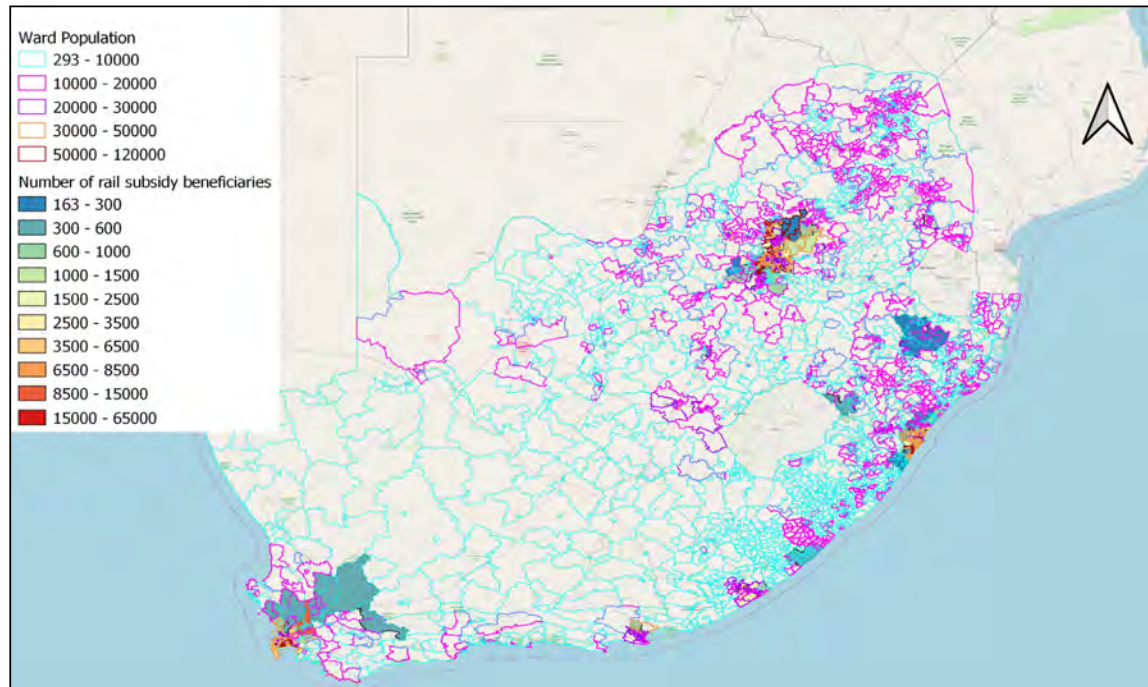 Ward Population
293 - 10000
10000 - 20000
20000 - 30000
30000 - 50000
50000 - 120000
Number of rail subsidy beneficiaries
163 - 300
300 - 600
600 - 1000
1000 - 1500
1500 - 2500
2500 - 3500
3500 - 6500
6500 - 8500
8500 - 15000
15000 - 65000